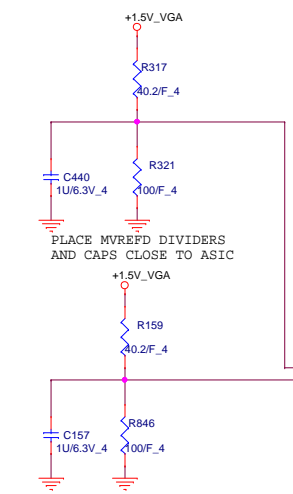 +1.5V_VGA
R317
40.2/F_4
R321
C440
1U/6.3V_4
100/F_4
PLACE MVREFD DIVIDERS
AND CAPS CLOSE TO ASIC
+1.5V_VGA
R159
40.2/F_4
R846
C157
1U/6.3V_4
100/F_4